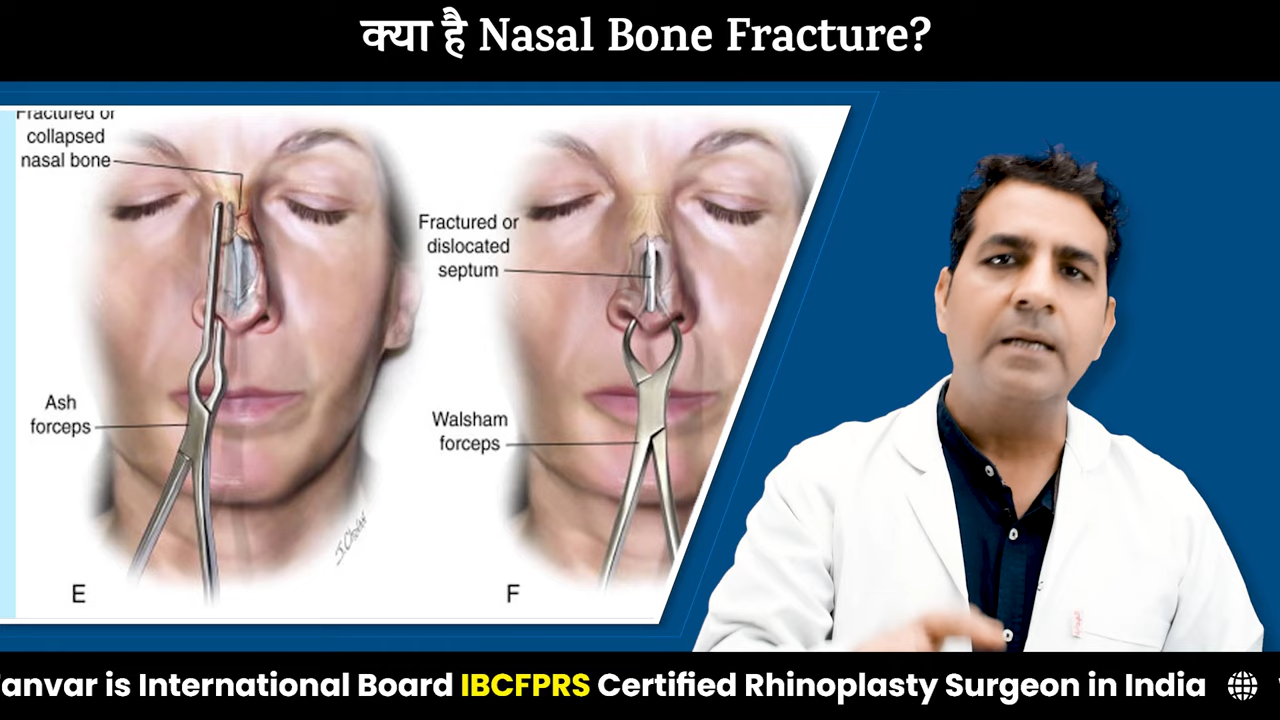 क्या है Nasal Bone Fracture?
Fractured or
collapsed
nasal bone
Fractured or
dislocated
septum
Ash
forceps
Walsham
forceps
E
F
anvar is International Board IBCFPRS Certified Rhinoplasty Surgeon in India